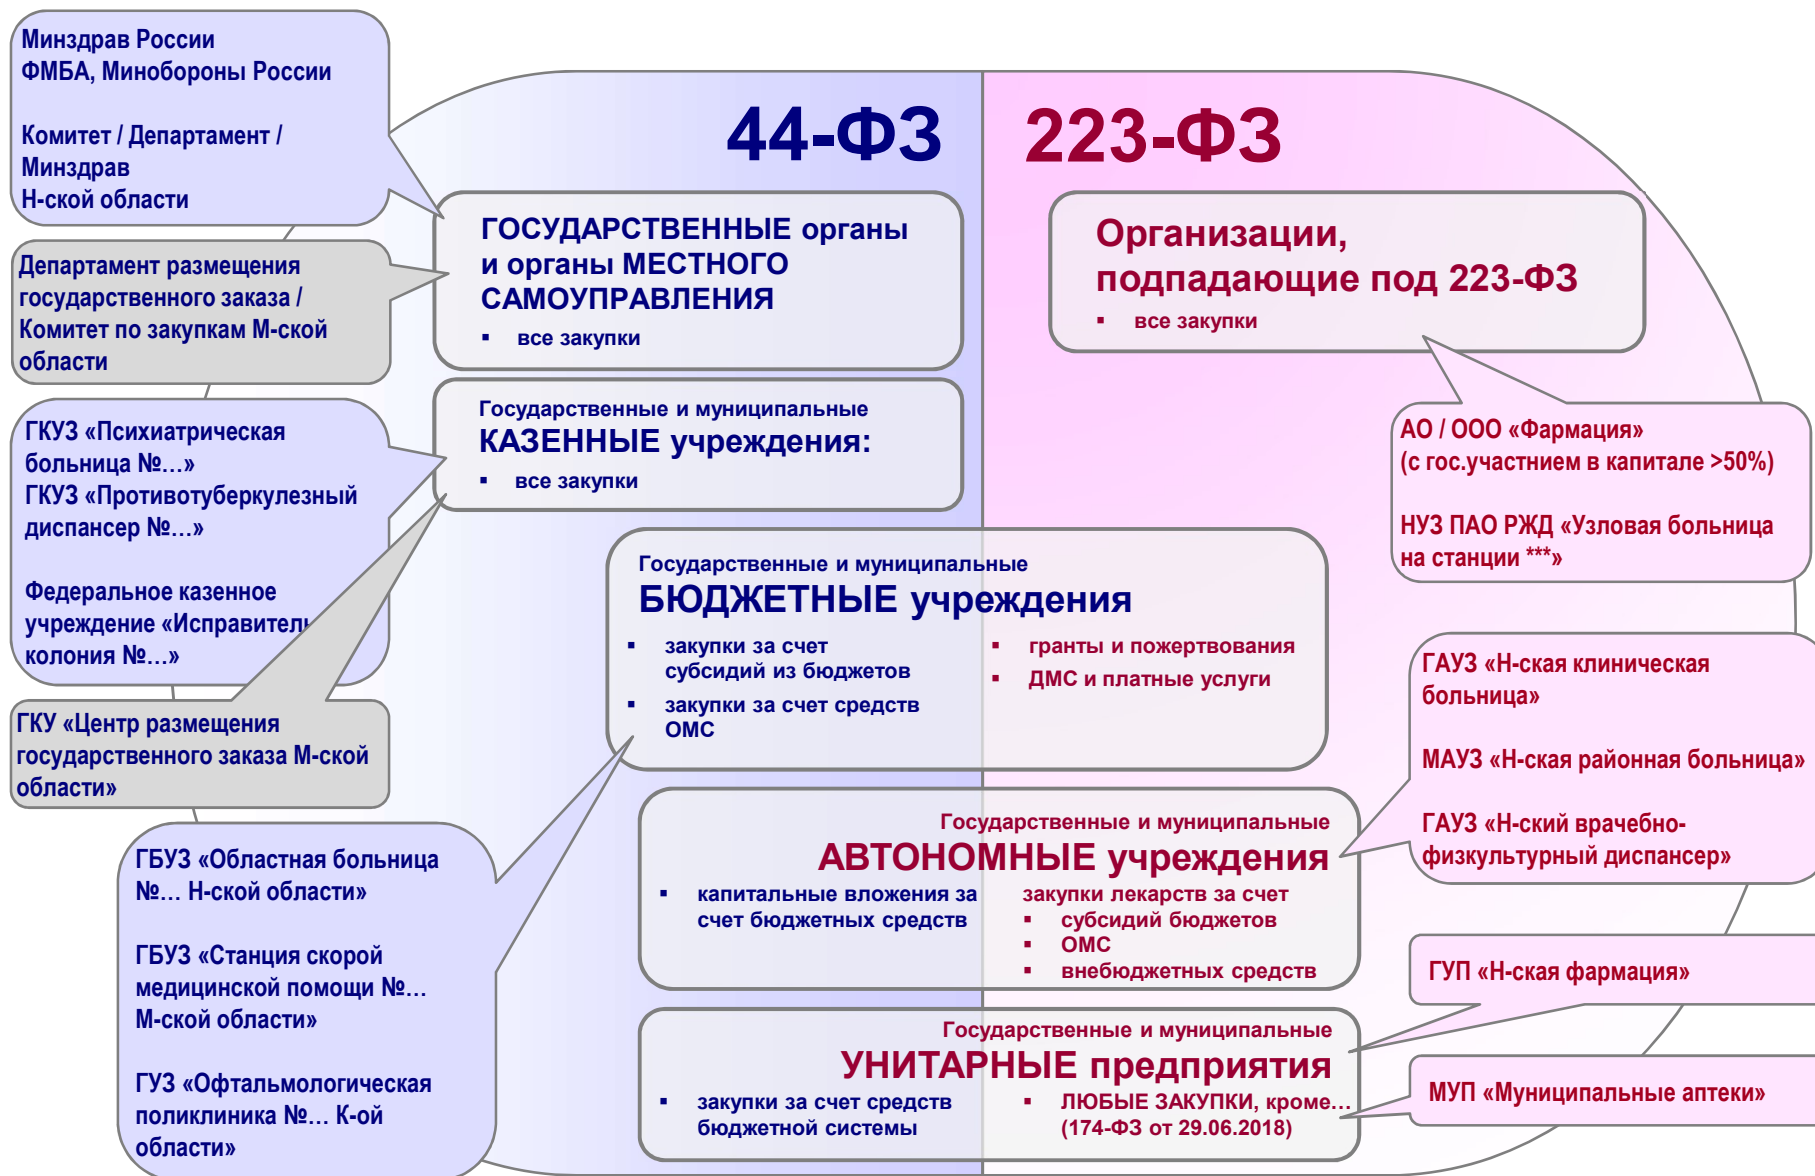 Минздрав России
ФМБА, Минобороны России
Комитет / Департамент /
Минздрав
Н-ской области
Департамент размещения
государственного заказа /
Комитет по закупкам М-ской
области
ГКУЗ «Психиатрическая
больница №…»
ГКУЗ «Противотуберкулезный
диспансер №…»
Федеральное казенное
учреждение «Исправитель
колония №…»
ГКУ «Центр размещения
государственного заказа М-ской
области»
ГБУЗ «Областная больница
№… Н-ской области»
ГБУЗ «Станция скорой
медицинской помощи №…
М-ской области»
ГУЗ «Офтальмологическая
поликлиника №… К-ой
области»
44-ФЗ
223-ФЗ
ГОСУДАРСТВЕННЫЕ органы
и органы МЕСТНОГО
САМОУПРАВЛЕНИЯ
▪ все закупки
Государственные и муниципальные
КАЗЕННЫЕ учреждения:
▪ все закупки
Организации,
подпадающие под 223-ФЗ
▪ все закупки
Государственные и муниципальные
БЮДЖЕТНЫЕ учреждения
▪ закупки за счет
субсидий из бюджетов
▪ закупки за счет средств
ОМС
▪ гранты и пожертвования
▪ ДМС и платные услуги
Государственные и муниципальные
АВТОНОМНЫЕ учреждения
▪ капитальные вложения за
счет бюджетных средств
закупки лекарств за счет
▪ субсидий бюджетов
▪ ОМС
▪ внебюджетных средств
Государственные и муниципальные
УНИТАРНЫЕ предприятия
▪ закупки за счет средств
бюджетной системы
▪ ЛЮБЫЕ ЗАКУПКИ, кроме…
(174-ФЗ от 29.06.2018)
АО / ООО «Фармация»
(с гос.участнием в капитале >50%)
НУЗ ПАО РЖД «Узловая больница
на станции ***»
ГАУЗ «Н-ская клиническая
больница»
МАУЗ «Н-ская районная больница»
ГАУЗ «Н-ский врачебно-
физкультурный диспансер»
ГУП «Н-ская фармация»
МУП «Муниципальные аптеки»